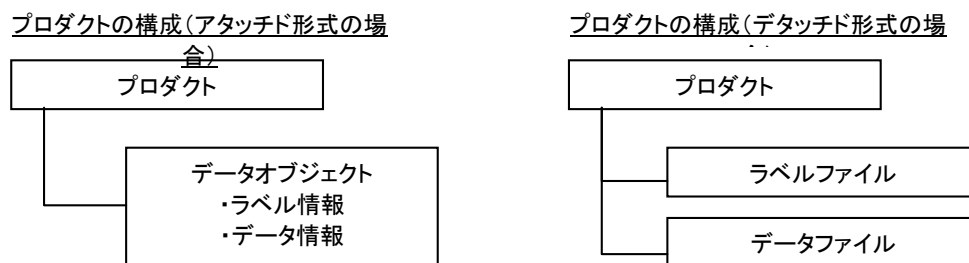 プロダクトの構成（アタッチド形式の場
合）
プロダクト
データオブジェクト
・ラベル情報
・データ情報
プロダクトの構成（デタッチド形式の場
プロダクト
ラベルファイル
データファイル